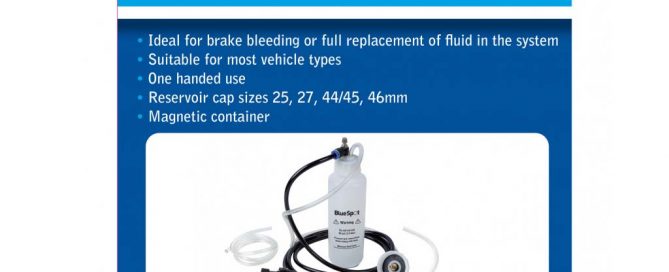 • Ideal for brake bleeding or full replacement of fluid in the system
• Suitable for most vehicle types
• One handed use
• Reservoir cap sizes 25, 27, 44/45, 46mm
• Magnetic container
BlueSpot
Warning